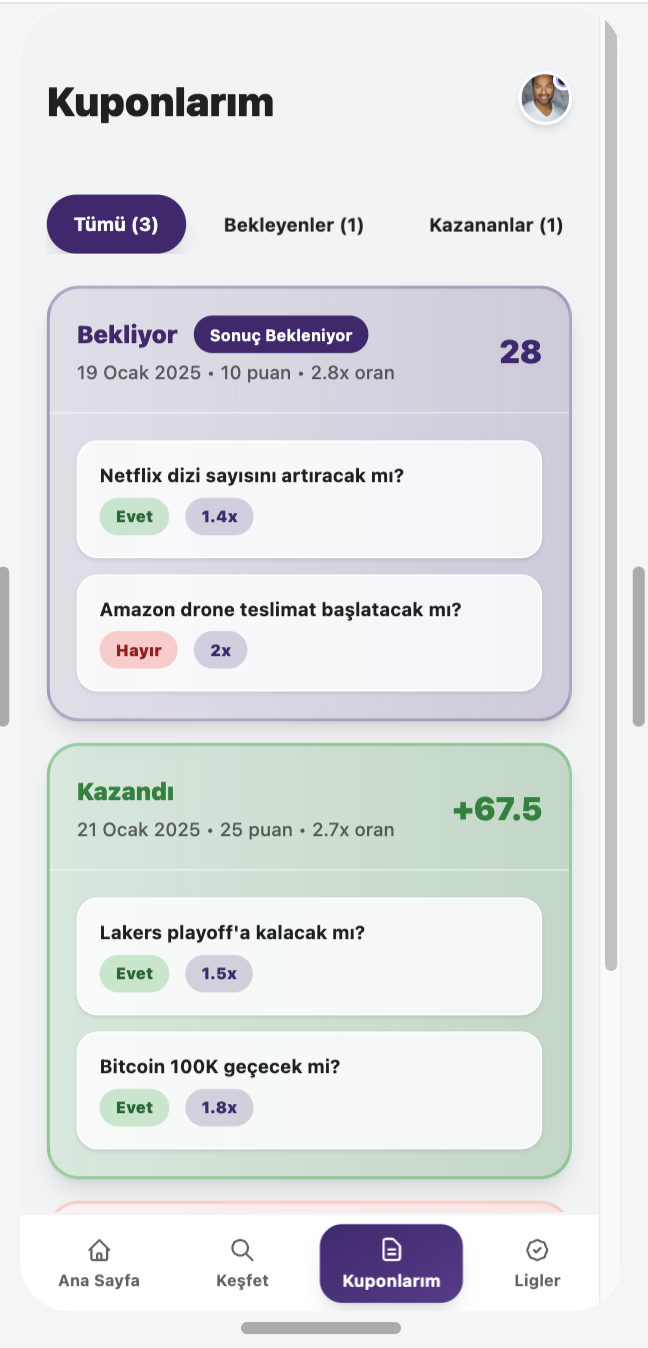 Kuponlarım
Tümü (3) Bekleyenler (1) Kazananlar (1)
Bekliyor Sonuç Bekleniyor
28
19 Ocak 2025 • 10 puan • 2.8x oran
Netflix dizi sayısını artıracak mı?
Evet 1.4x
Amazon drone teslimat başlatacak mı?
Hayır 2x
Kazandı
+67.5
21 Ocak 2025 • 25 puan • 2.7x oran
Lakers playoff'a kalacak mı?
Evet 1.5x
Bitcoin 100K geçecek mi?
Evet 1.8x
Ana Sayfa Keşfet Kuponlarım Ligler